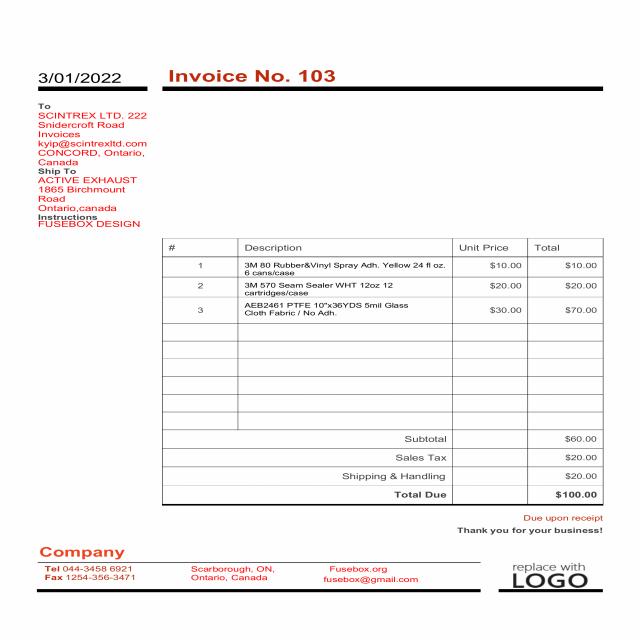 3/01/2022
Invoice No. 103
To
SCINTREX LTD. 222
Snidercroft Road
Invoices
kyip@scintrexltd.com
CONCORD, Ontario,
Canada
Ship To
ACTIVE EXHAUST
1865 Birchmount
Road
Ontario,canada
Instructions
FUSEBOX DESIGN
# Description Unit Price Total
1 3M 80 Rubber&Vinyl Spray Adh. Yellow 24 fl oz. $10.00 $10.00
6 cans/case
2 3M 570 Seam Sealer WHT 12oz 12 $20.00 $20.00
cartridges/case
3 AEB2461 PTFE 10"x36YDS 5mil Glass $30.00 $70.00
Cloth Fabric / No Adh.
Subtotal $60.00
Sales Tax $20.00
Shipping & Handling $20.00
Total Due $100.00
Due upon receipt
Thank you for your business!
Company
Tel 044-3458 6921
Fax 1254-356-3471
Scarborough, ON,
Ontario, Canada
Fusebox.org
fusebox@gmail.com
replace with
LOGO